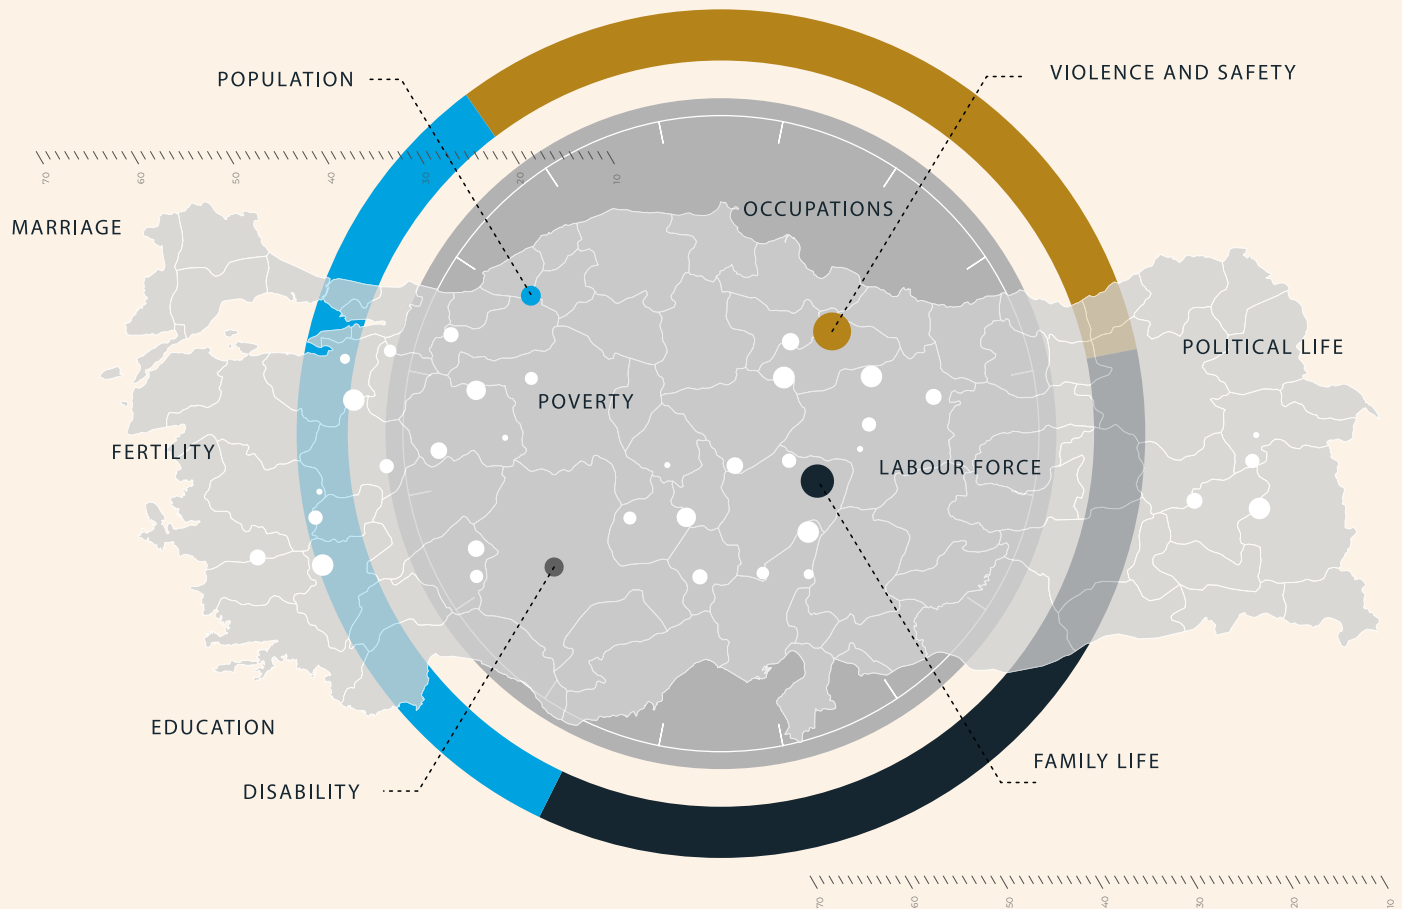 POPULATION
VIOLENCE AND SAFETY
70 60 50 40 30 20 10
OCCUPATIONS
MARRIAGE
POLITICAL LIFE
POVERTY
FERTILITY
LABOUR FORCE
EDUCATION
FAMILY LIFE
DISABILITY
70 60 50 40 30 20 10